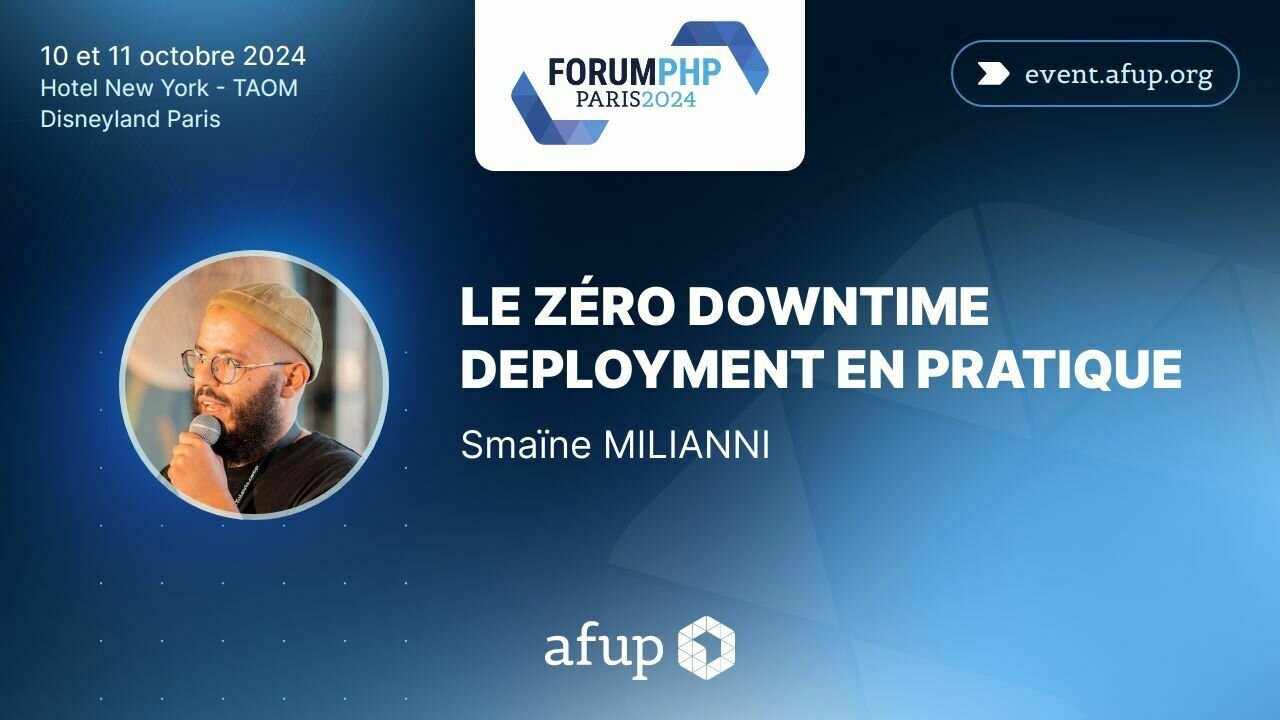 10 et 11 octobre 2024
Hotel New York - TAOM
Disneyland Paris
FORUMPHP
PARIS2024
event.afup.org
LE ZÉRO DOWNTIME
DEPLOYMENT EN PRATIQUE
Smaïne MILIANNI
afup